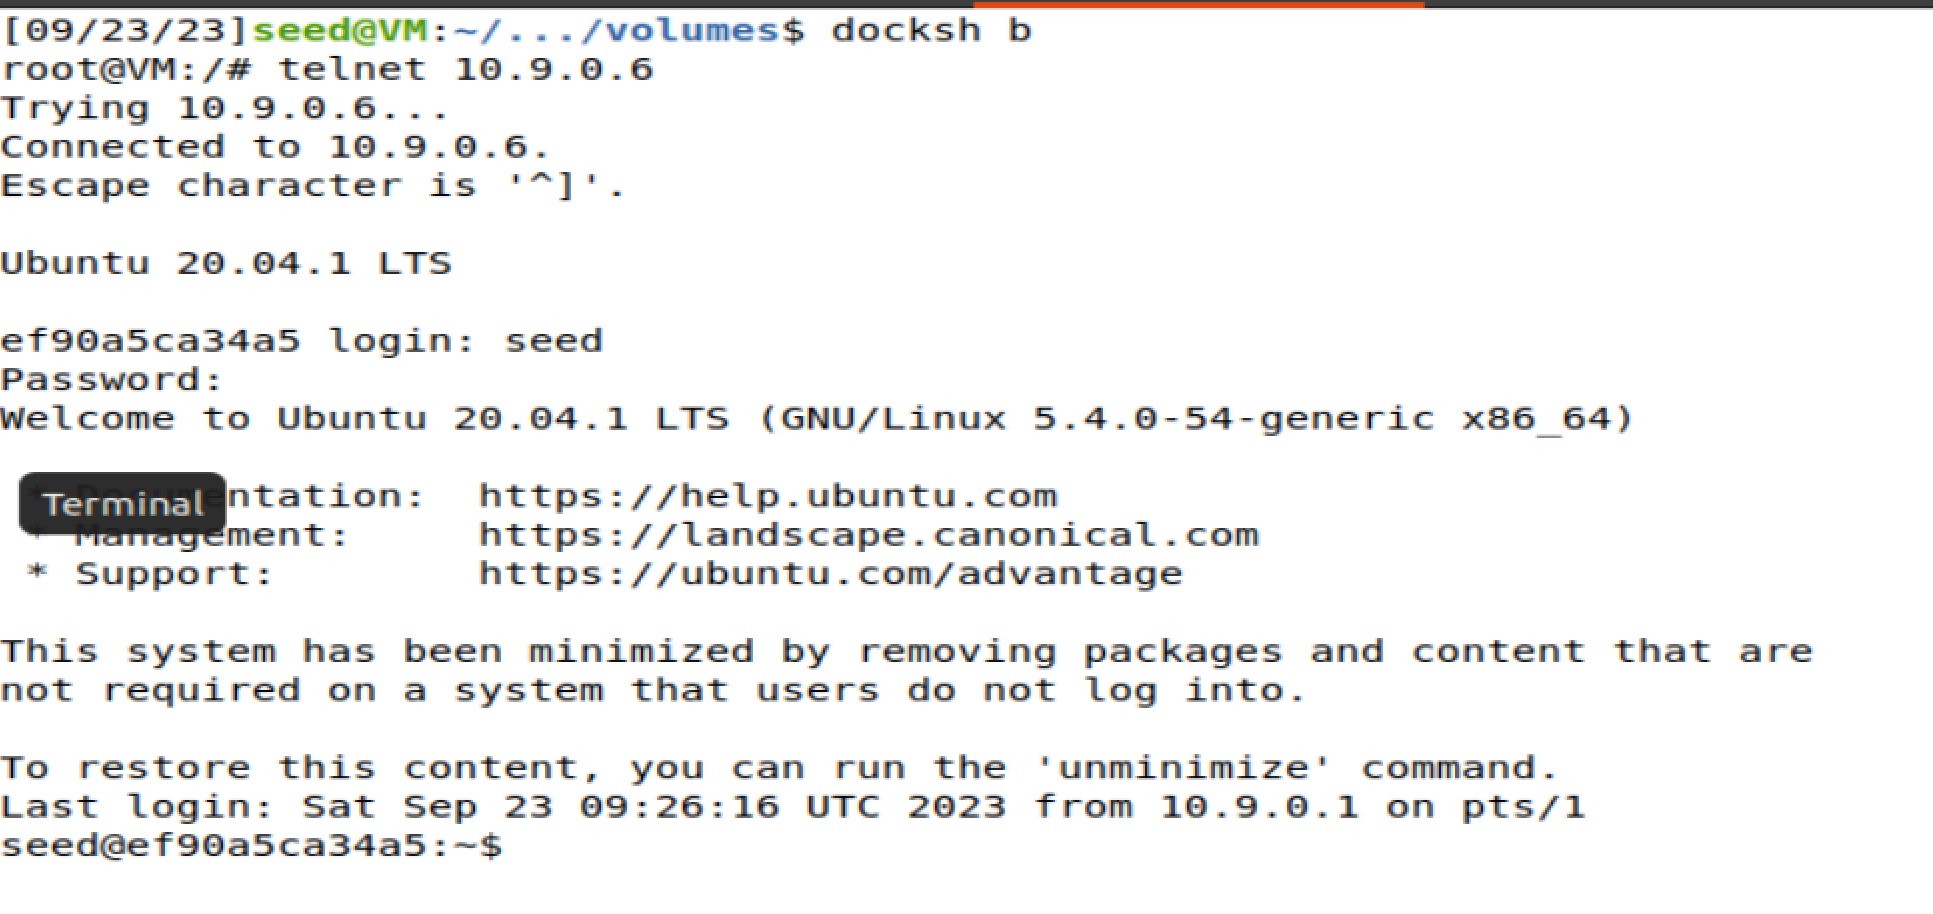 [09/23/23]seed@VM:~/.../volumes$ docksh b
root@VM:/# telnet 10.9.0.6
Trying 10.9.0.6...
Connected to 10.9.0.6.
Escape character is '^]'.
Ubuntu 20.04.1 LTS
ef90a5ca34a5 login: seed
Password:
Welcome to Ubuntu 20.04.1 LTS (GNU/Linux 5.4.0-54-generic x86_64)
Terminal
* Documentation:  https://help.ubuntu.com
* Management:     https://landscape.canonical.com
* Support:        https://ubuntu.com/advantage
This system has been minimized by removing packages and content that are
not required on a system that users do not log into.
To restore this content, you can run the 'unminimize' command.
Last login: Sat Sep 23 09:26:16 UTC 2023 from 10.9.0.1 on pts/1
seed@ef90a5ca34a5:~$